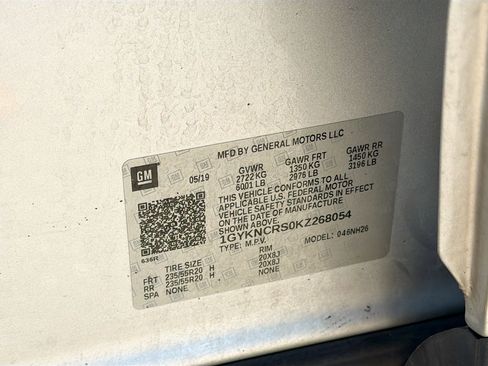 GM
05/19
MFD BY GENERAL MOTORS LLC
GVWR GAWR FRT GAWR RR
2722 KG 1350 KG 1450 KG
6001 LB 2976 LB 3196 LB
THIS VEHICLE CONFORMS TO ALL
APPLICABLE U.S. FEDERAL MOTOR
VEHICLE SAFETY STANDARDS IN EFFECT
ON THE DATE OF MANUFACTURE
SHOWN ABOVE.
1GYKNCRS0KZ268054
TYPE: M.P.V. MODEL: 046NH26
636R
TIRE SIZE RIM
FRT 235/55R20 H 20X8J
RR 235/55R20 H 20X8J
SPA NONE NONE